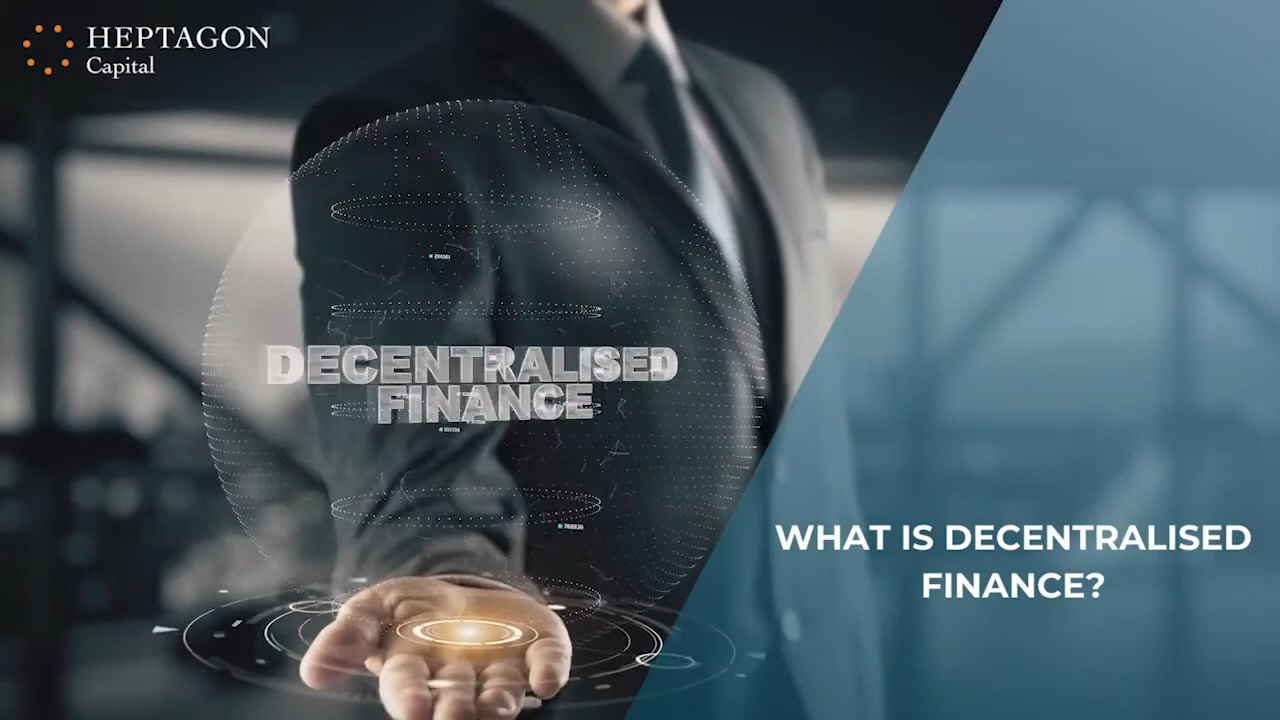 HEPTAGON
Capital
DECENTRALISED
FINANCE
WHAT IS DECENTRALISED
FINANCE?